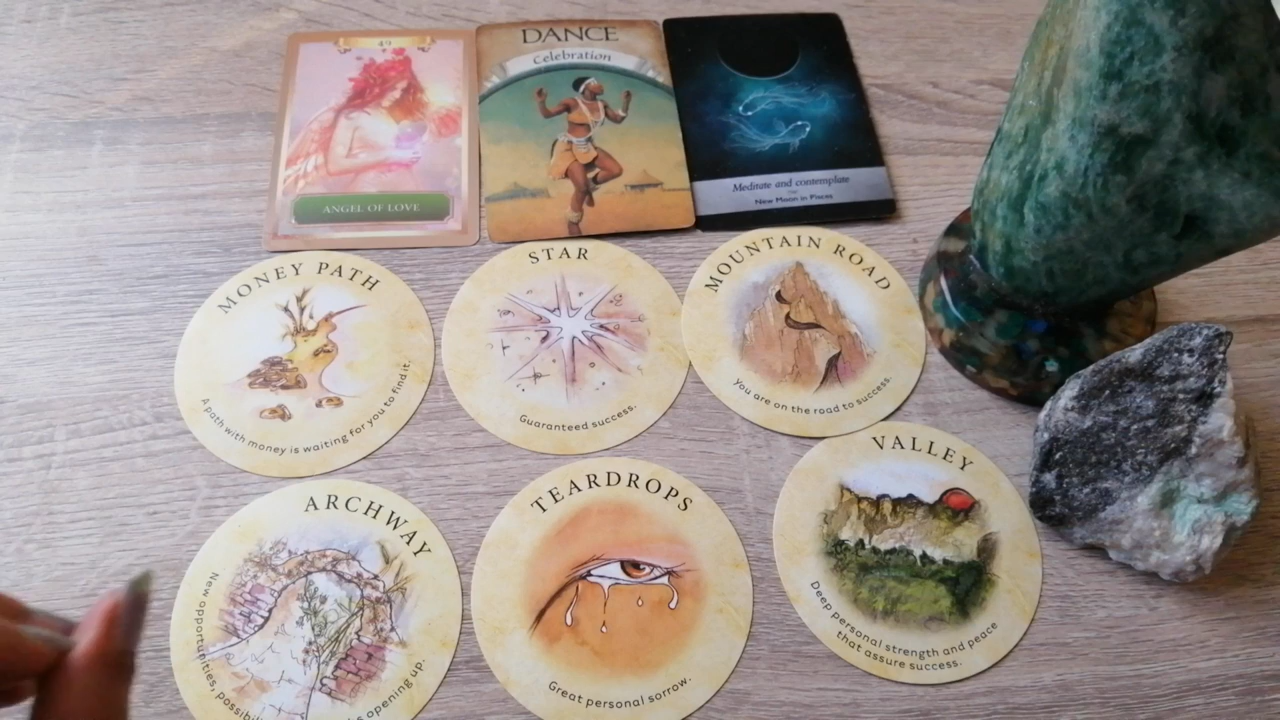 49
ANGEL OF LOVE
DANCE
Celebration
Meditate and contemplate
New Moon in Pisces
MONEY PATH
A path with money is waiting for you to find it.
STAR
Guaranteed success.
MOUNTAIN ROAD
you are on the road to success.
ARCHWAY
New opportunities, opening up.
TEARDROPS
Great personal sorrow.
VALLEY
Deep personal strength and peace
that assure success.